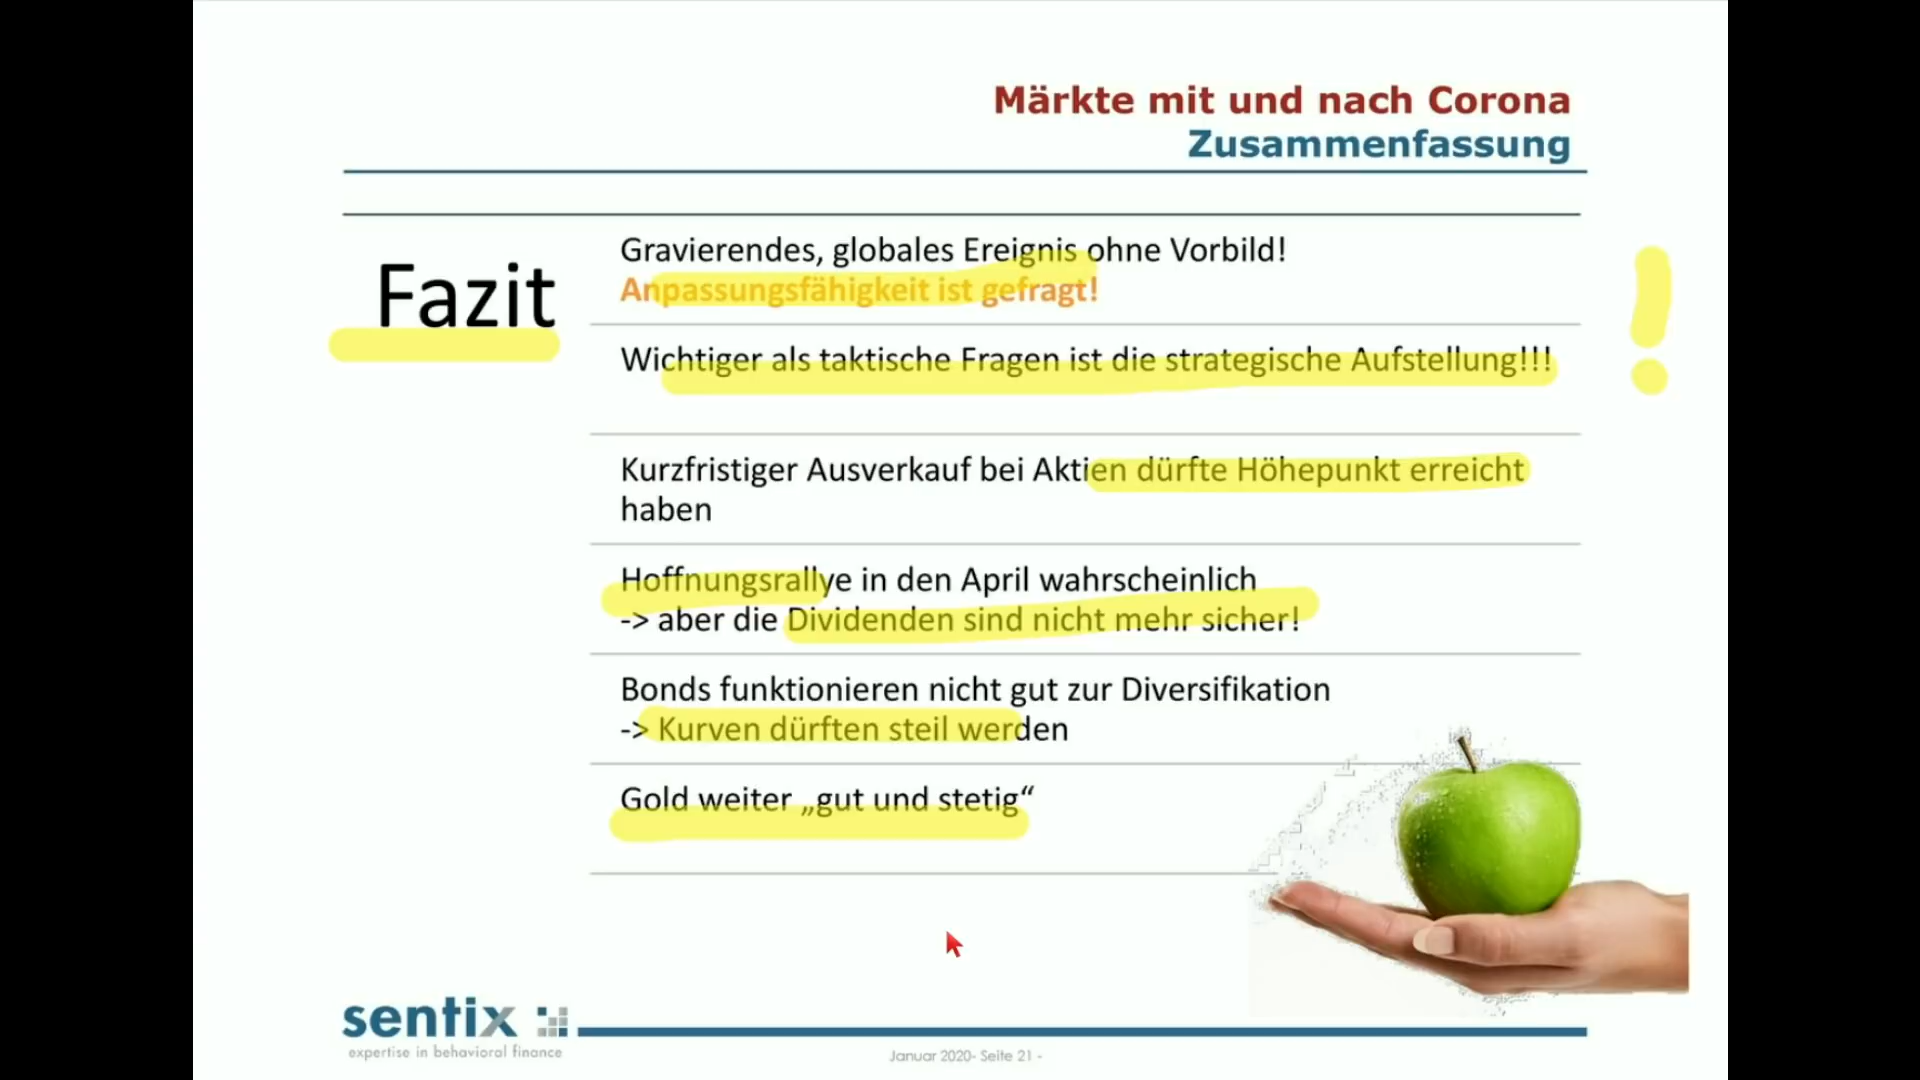 Märkte mit und nach Corona
Zusammenfassung
Fazit
Gravierendes, globales Ereignis ohne Vorbild!
Anpassungsfähigkeit ist gefragt!
Wichtiger als taktische Fragen ist die strategische Aufstellung!!!
Kurzfristiger Ausverkauf bei Aktien dürfte Höhepunkt erreicht
haben
Hoffnungsrallye in den April wahrscheinlich
-> aber die Dividenden sind nicht mehr sicher!
Bonds funktionieren nicht gut zur Diversifikation
-> Kurven dürften steil werden
Gold weiter „gut und stetig“
!
sentix
expertise in behavioral finance
Januar 2020- Seite 21 -